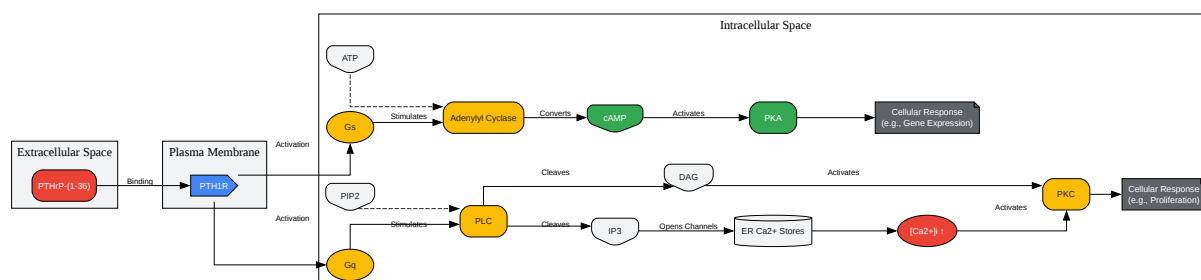 Intracellular Space
ATP
Stimulates
Adenylyl Cyclase
Converts
cAMP
Activates
PKA
Cellular Response
(e.g., Gene Expression)
Gs
Activation
Extracellular Space
PTHrP-(1-36)
Binding
Plasma Membrane
PTH1R
Activation
PIP2
Stimulates
Gq
PLC
Cleaves
DAG
Activates
Cleaves
IP3
Opens Channels
ER Ca2+ Stores
[Ca2+]i ↑
Activates
PKC
Cellular Response
(e.g., Proliferation)